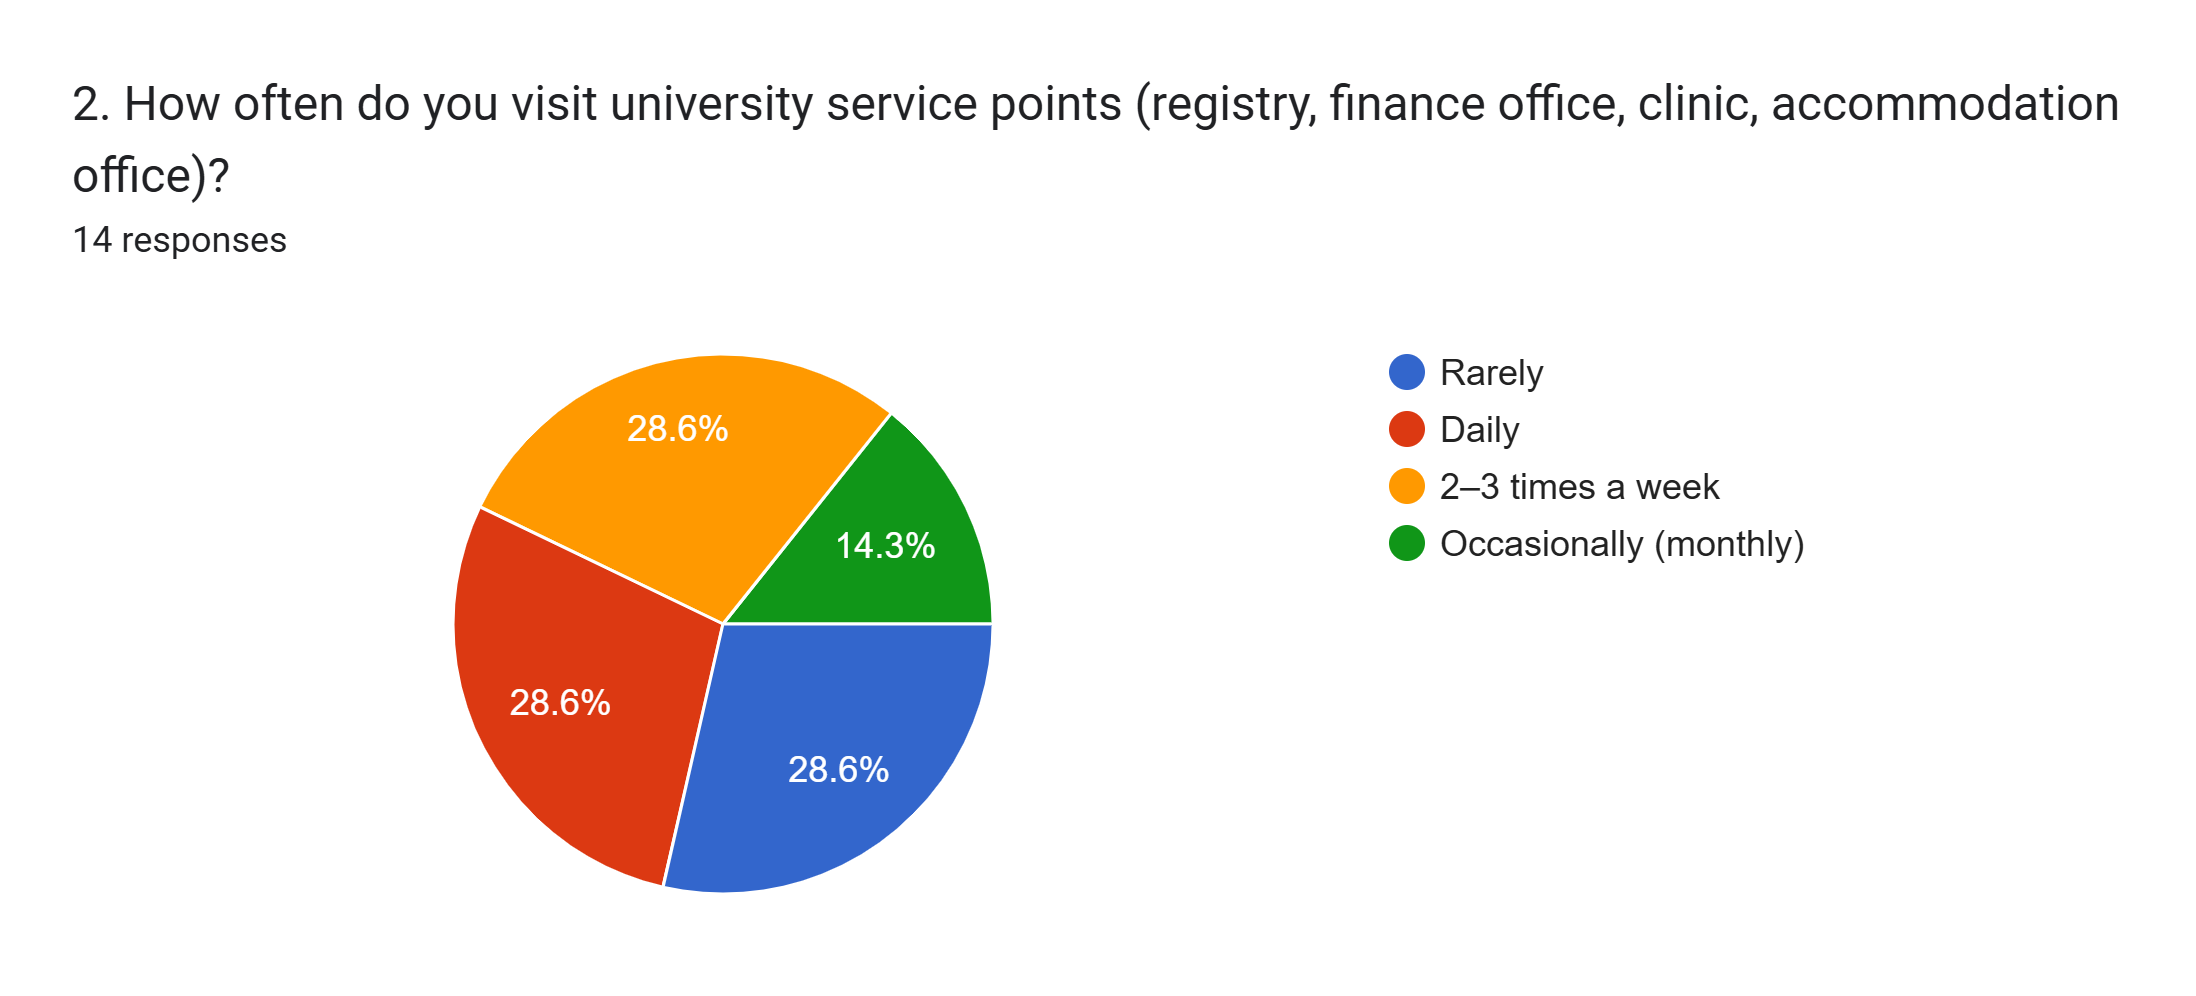 2. How often do you visit university service points (registry, finance office, clinic, accommodation
office)?
14 responses
28.6%
14.3%
28.6%
28.6%
Rarely
Daily
2–3 times a week
Occasionally (monthly)